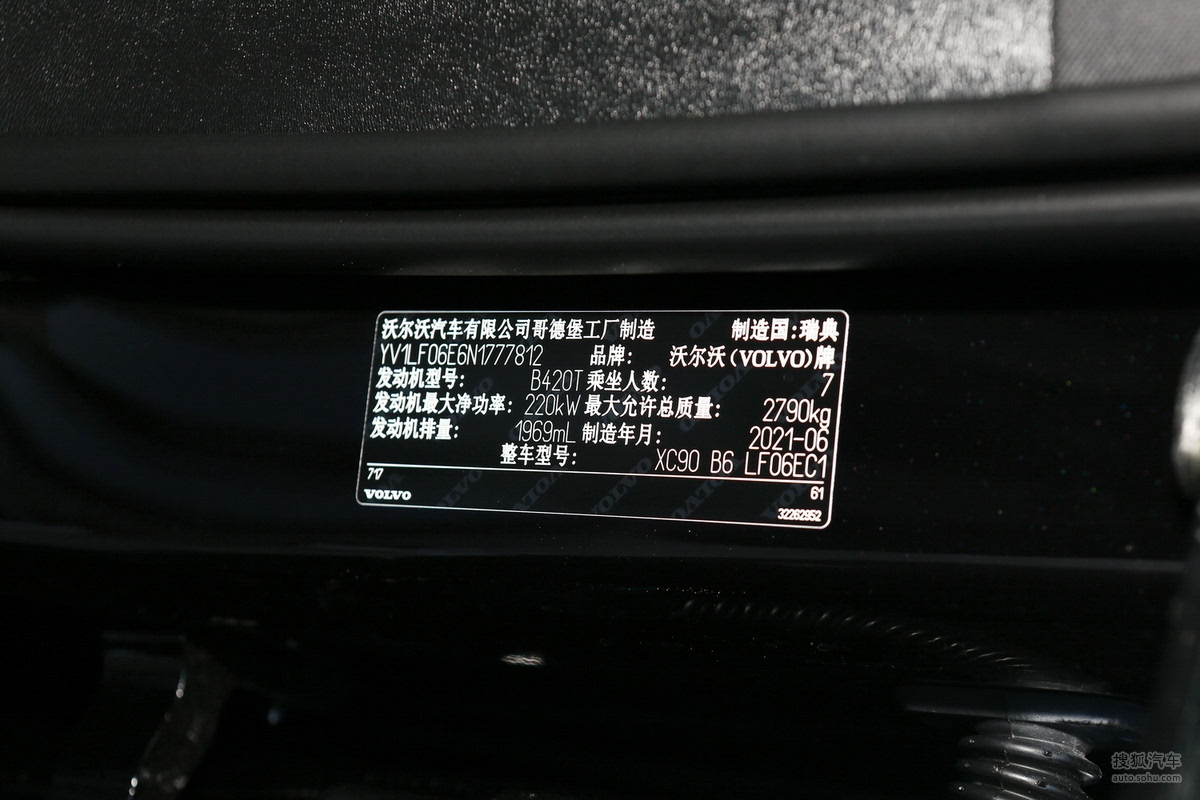 沃尔沃汽车有限公司哥德堡工厂制造 制造国:瑞典
YV1LF06E6N1777812 品牌: 沃尔沃(VOLVO)牌
发动机型号: B420T 乘坐人数: 7
发动机最大净功率: 220kW 最大允许总质量: 2790kg
发动机排量: 1969mL 制造年月: 2021-06
整车型号: XC90 B6 LF06EC1
717 61
VOLVO 32262952
搜狐汽车
auto.sohu.com